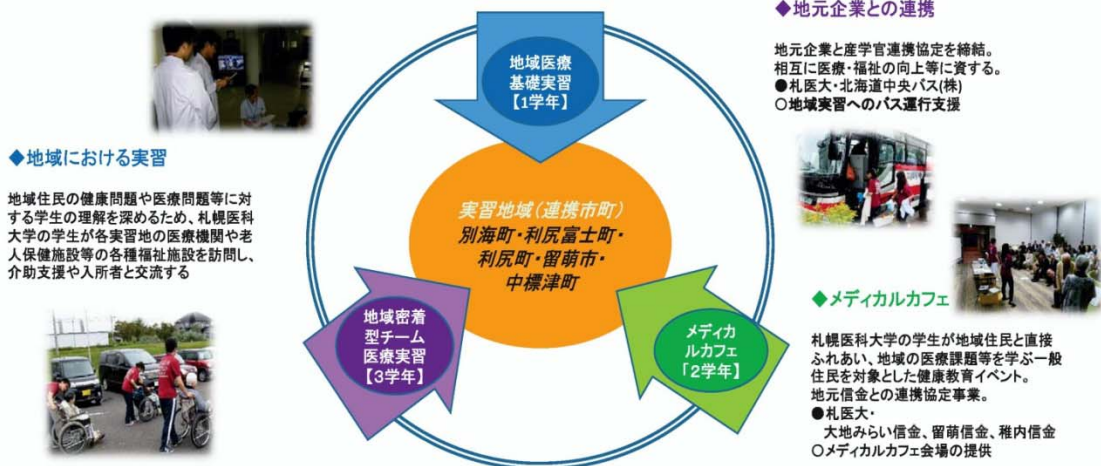 ◆地元企業との連携
地元企業と産学官連携協定を締結。
相互に医療・福祉の向上等に資する。
●札医大・北海道中央バス(株)
○地域実習へのバス運行支援
地域医療
基礎実習
【1学年】
◆地域における実習
地域住民の健康問題や医療問題等に対
する学生の理解を深めるため、札幌医科
大学の学生が各実習地の医療機関や老
人保健施設等の各種福祉施設を訪問し、
介助支援や入所者と交流する
実習地域(連携市町)
別海町・利尻富士町・
利尻町・留萌市・
中標津町
地域密着
型チーム
医療実習
【3学年】
メディカ
ルカフェ
「2学年】
◆メディカルカフェ
札幌医科大学の学生が地域住民と直接
ふれあい、地域の医療課題等を学ぶ一般
住民を対象とした健康教育イベント。
地元信金との連携協定事業。
●札医大・
大地みらい信金、留萌信金、稚内信金
○メディカルカフェ会場の提供